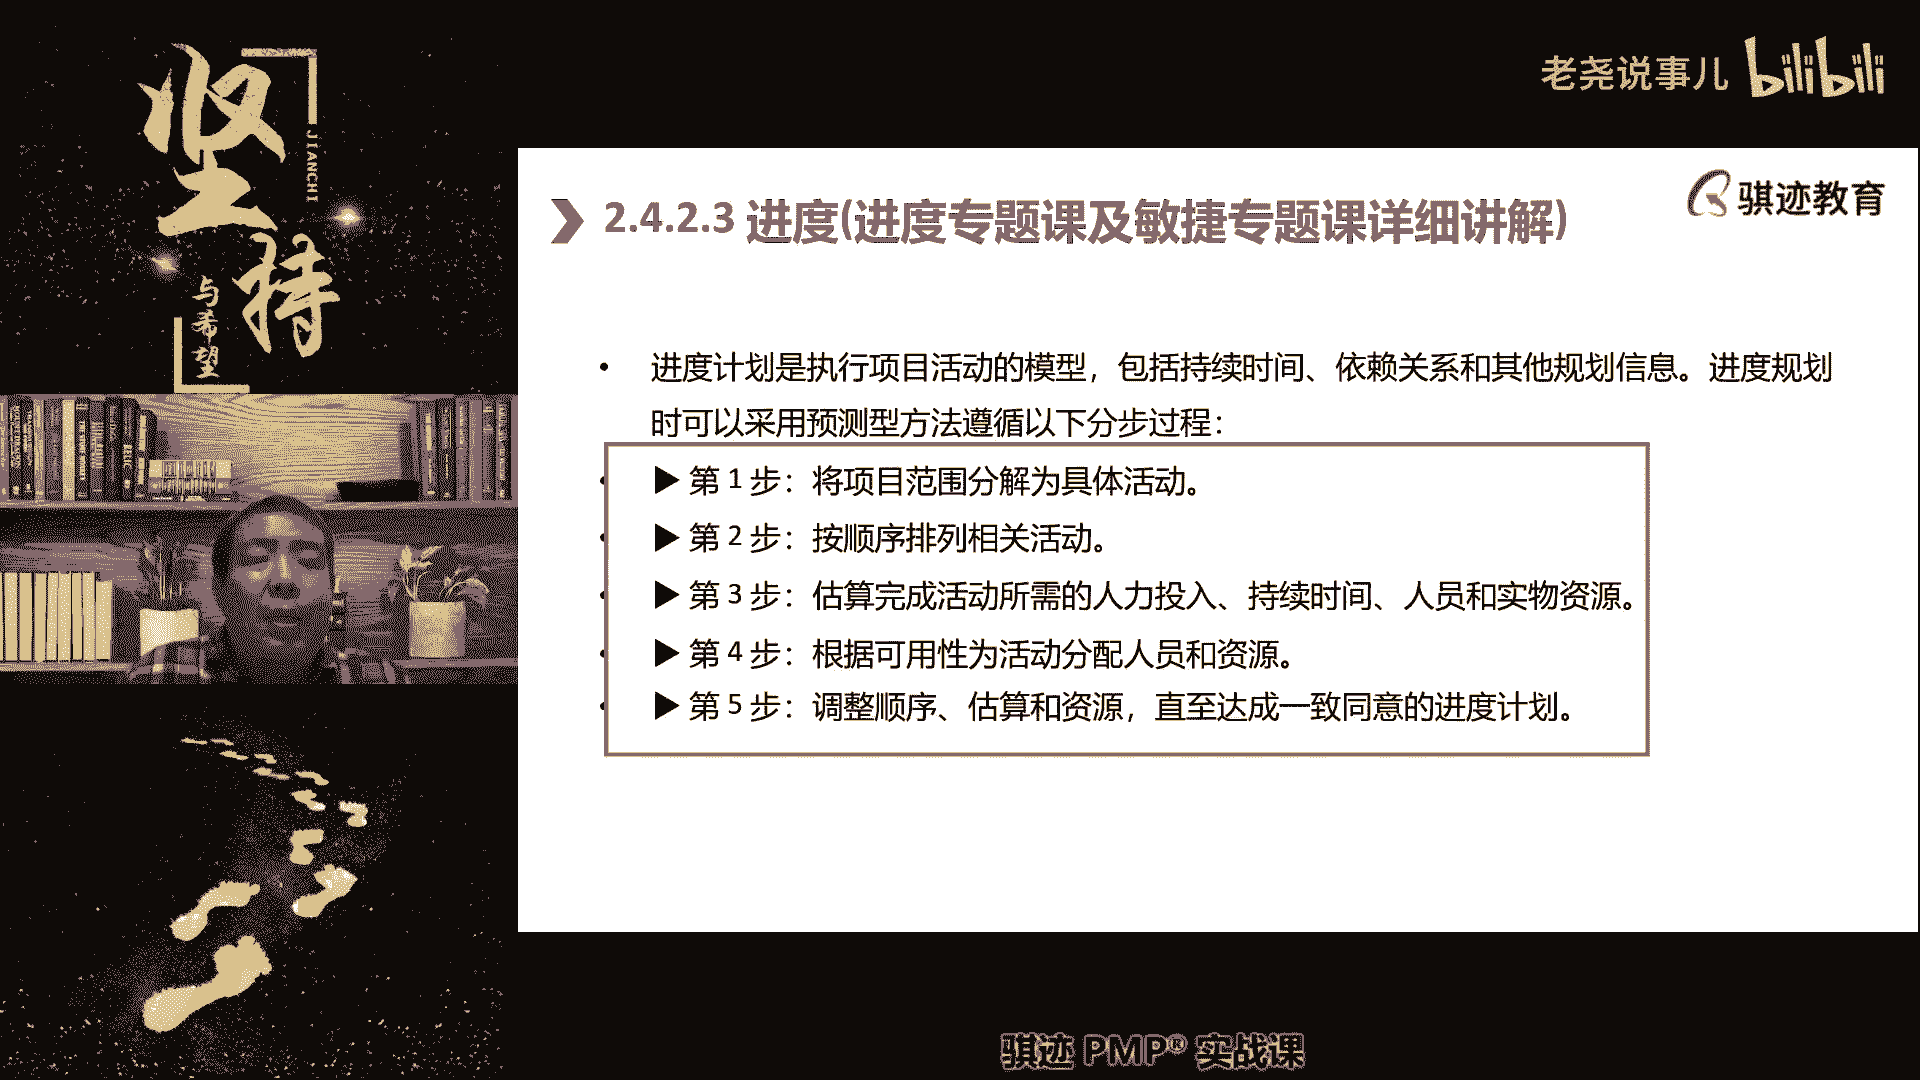 坚持
JIANCHI
与希望
老尧说事儿 bilibili
骐迹教育
2.4.2.3 进度(进度专题课及敏捷专题课详细讲解)
• 进度计划是执行项目活动的模型，包括持续时间、依赖关系和其他规划信息。进度规划
时可以采用预测型方法遵循以下分步过程：
▶ 第 1 步：将项目范围分解为具体活动。
▶ 第 2 步：按顺序排列相关活动。
▶ 第 3 步：估算完成活动所需的人力投入、持续时间、人员和实物资源。
▶ 第 4 步：根据可用性为活动分配人员和资源。
▶ 第 5 步：调整顺序、估算和资源，直至达成一致同意的进度计划。
骐迹 PMP® 实战课